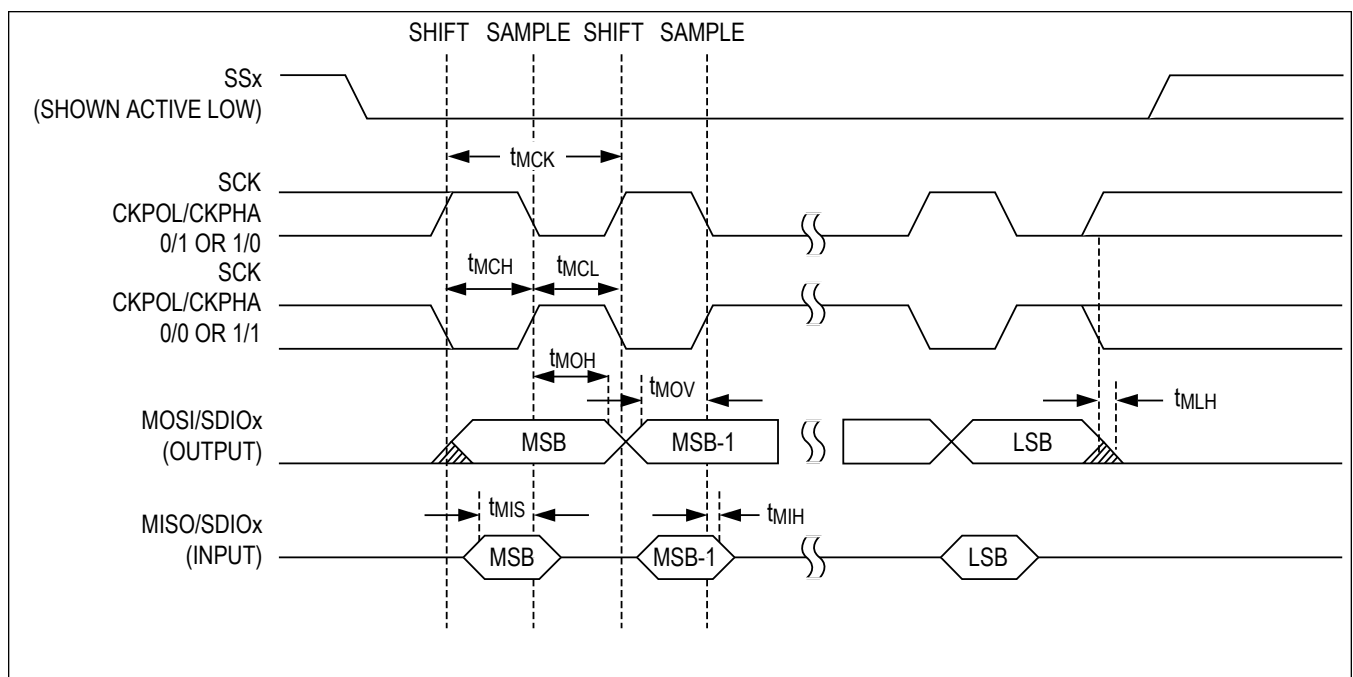 SHIFT SAMPLE SHIFT SAMPLE
SSx
(SHOWN ACTIVE LOW)
tMCK
SCK
CKPOL/CKPHA
0/1 OR 1/0
tMCH tMCL
SCK
CKPOL/CKPHA
0/0 OR 1/1
tMOH
tMOV
tMLH
MOSI/SDIOx
(OUTPUT)
MSB MSB-1 LSB
tMIS
tMIH
MISO/SDIOx
(INPUT)
MSB MSB-1 LSB